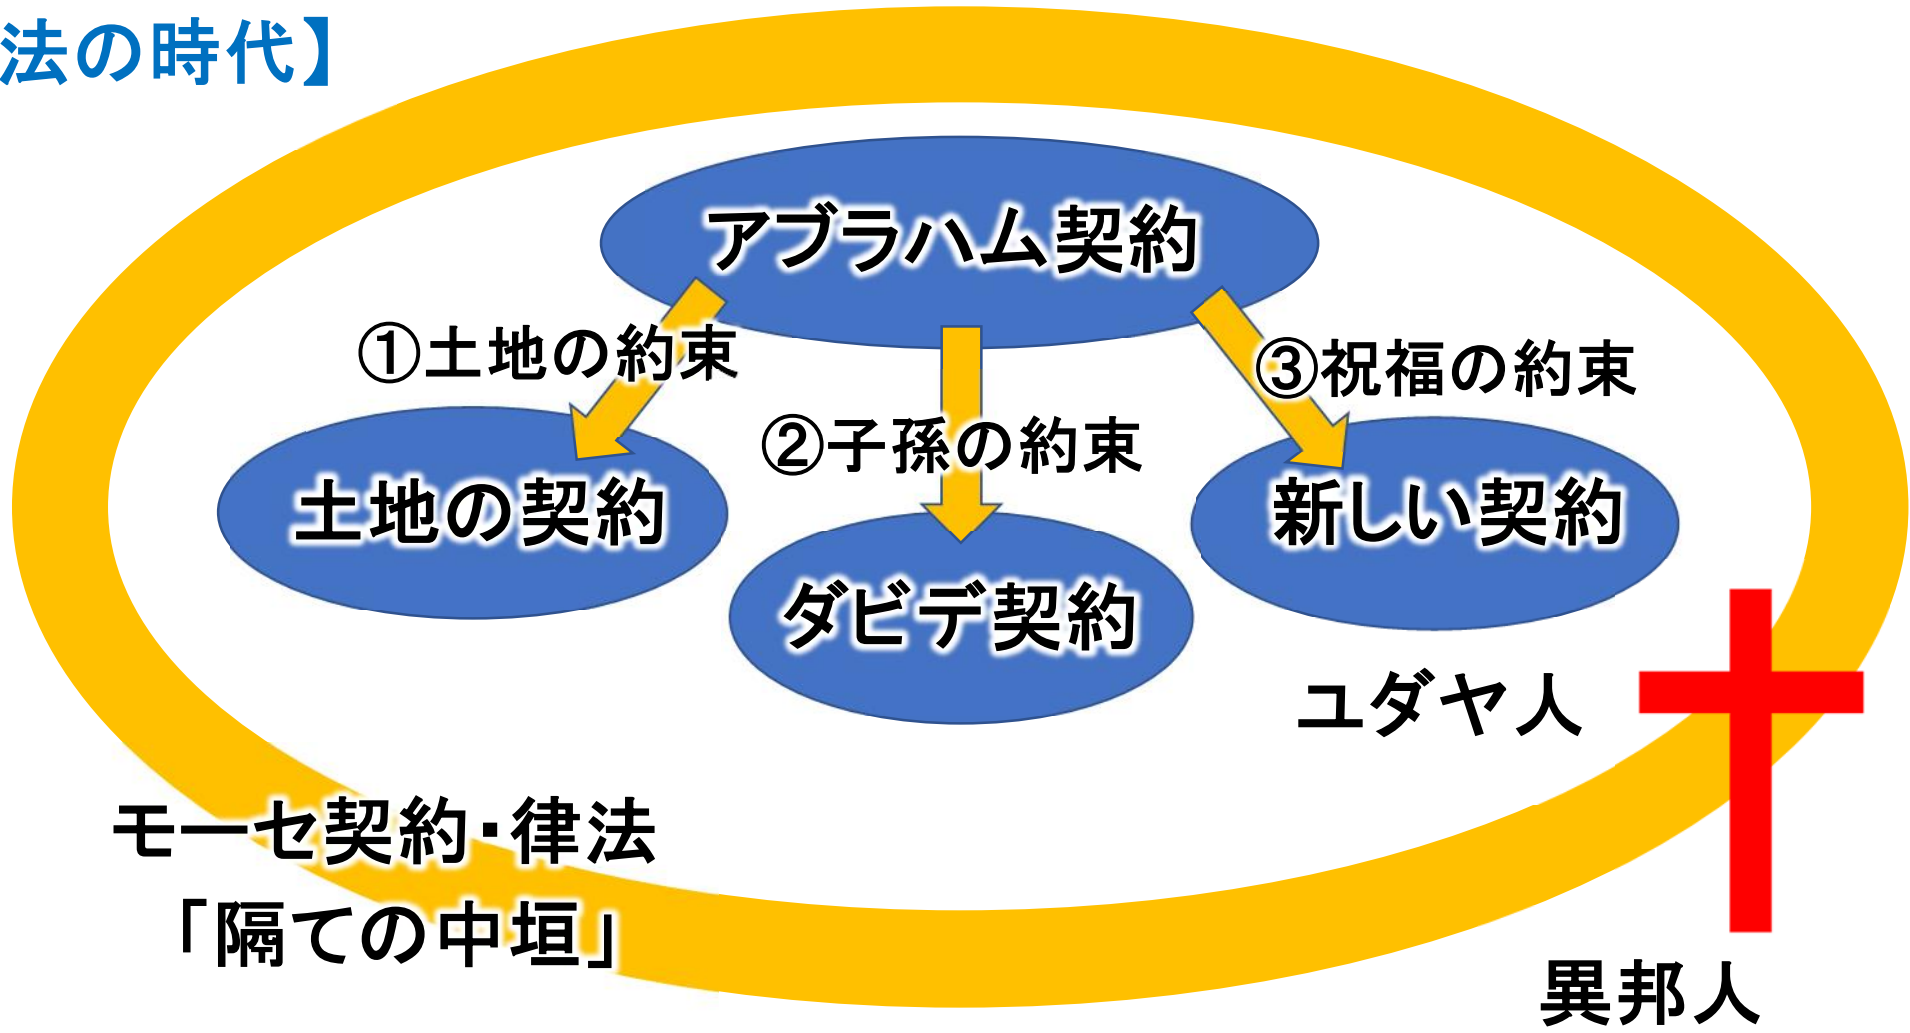 法の時代】
アブラハム契約
①土地の約束
③祝福の約束
②子孫の約束
土地の契約
新しい契約
ダビデ契約
ユダヤ人
モーセ契約・律法
「隔ての中垣」
異邦人